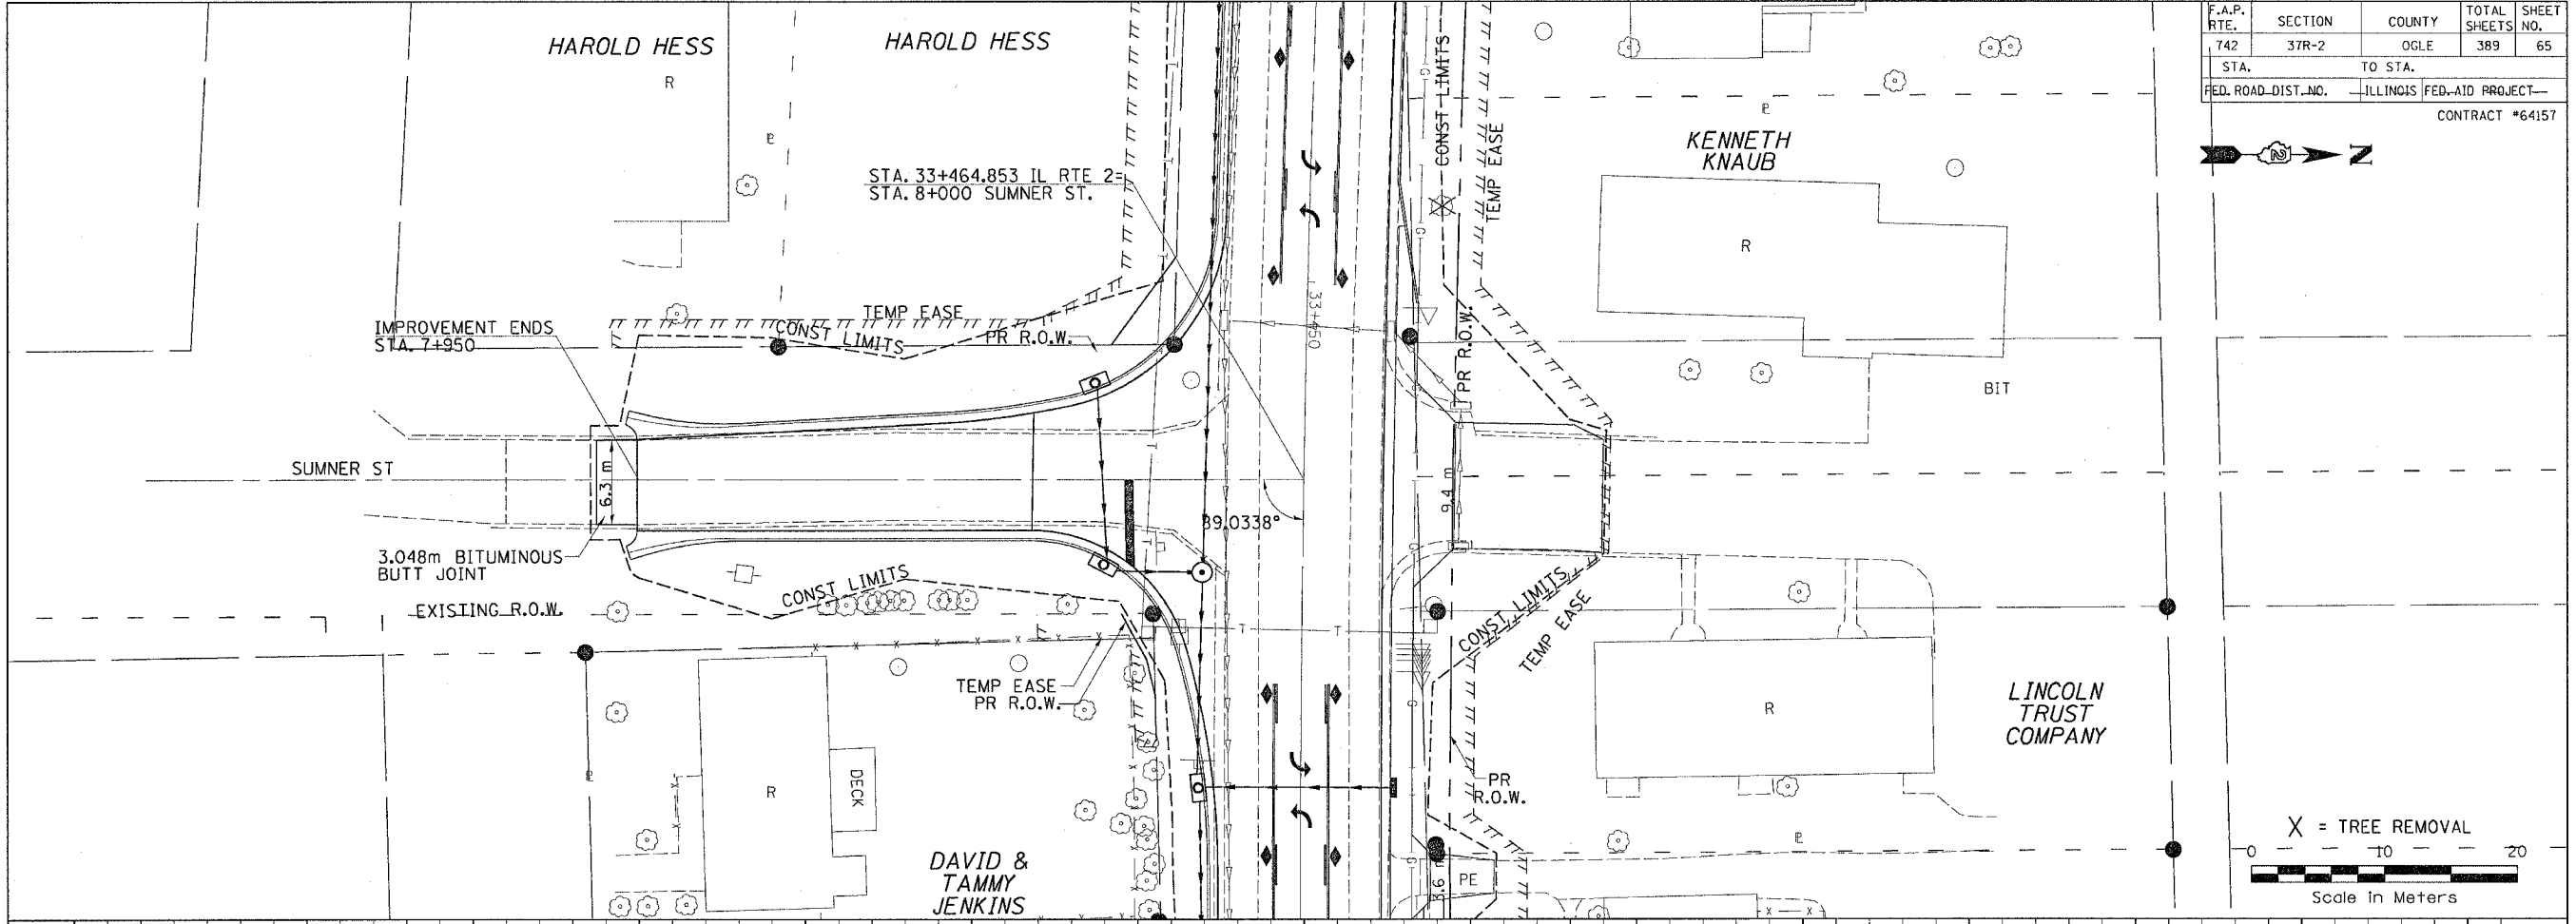 F.A.P. RTE. SECTION COUNTY TOTAL SHEETS SHEET NO.
742 37R-2 OGLE 389 65
STA. TO STA.
FED. ROAD DIST. NO. ILLINOIS FED. AID PROJECT
CONTRACT #64157
2 N
HAROLD HESS
R
HAROLD HESS
CONST LIMITS
TEMP EASE
KENNETH
KNAUB
R
STA. 33+464.853 IL RTE 2=
STA. 8+000 SUMNER ST.
33+450
IMPROVEMENT ENDS
STA. 7+950
TEMP EASE
CONST LIMITS
PR R.O.W.
PR R.O.W.
BIT
SUMNER ST
6.3 m
9.4 m
89.0338°
3.048m BITUMINOUS
BUTT JOINT
CONST LIMITS
EXISTING R.O.W.
CONST LIMITS
TEMP EASE
TEMP EASE
PR R.O.W.
R
DECK
DAVID &
TAMMY
JENKINS
PR
R.O.W.
3.6
PE
R
LINCOLN
TRUST
COMPANY
X = TREE REMOVAL
0 10 20
Scale in Meters